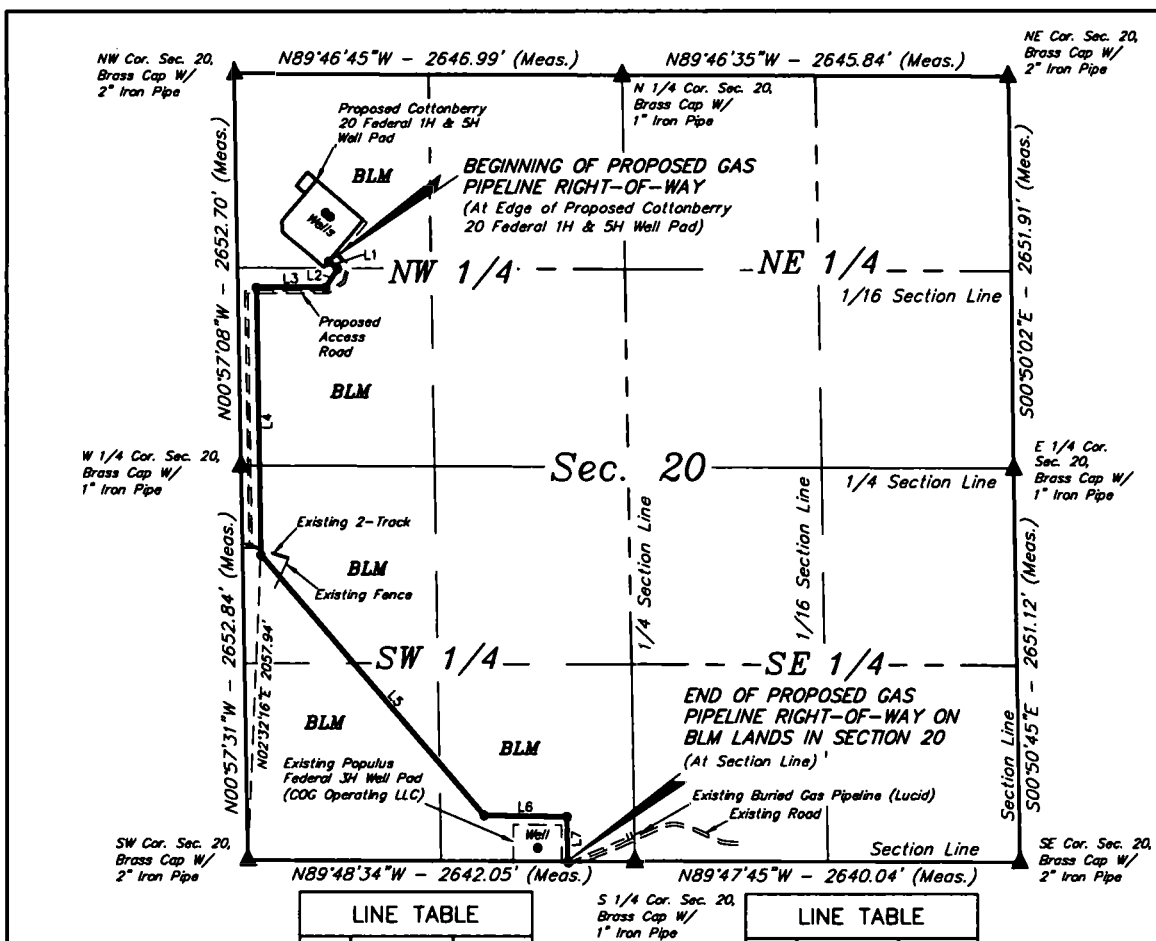 NW Cor. Sec. 20,
Brass Cap W/
2" Iron Pipe
N89°46'45"W - 2646.99' (Meas.)
N89°46'35"W - 2645.84' (Meas.)
NE Cor. Sec. 20,
Brass Cap W/
2" Iron Pipe
N 1/4 Cor. Sec. 20,
Brass Cap W/
1" Iron Pipe
Proposed Cottonberry
20 Federal 1H & 5H
Well Pad
BLM
BEGINNING OF PROPOSED GAS
PIPELINE RIGHT-OF-WAY
(At Edge of Proposed Cottonberry
20 Federal 1H & 5H Well Pad)
Wells
N00°57'08"W - 2652.70' (Meas.)
S00°50'02"E - 2651.91' (Meas.)
L1
L2
L3
NW 1/4
NE 1/4
1/16 Section Line
Proposed
Access
Road
BLM
L4
W 1/4 Cor. Sec. 20,
Brass Cap W/
1" Iron Pipe
Sec. 20
1/4 Section Line
E 1/4 Cor.
Sec. 20,
Brass Cap W/
1" Iron Pipe
Existing 2-Track
BLM
Existing Fence
1/4 Section Line
1/16 Section Line
N00°57'31"W - 2652.84' (Meas.)
N02°32'16"E 2057.94'
S00°50'45"E - 2651.12' (Meas.)
Section Line
SW 1/4
SE 1/4
L5
END OF PROPOSED GAS
PIPELINE RIGHT-OF-WAY ON
BLM LANDS IN SECTION 20
(At Section Line)
BLM
BLM
Existing Populus
Federal 3H Well Pad
(COG Operating LLC)
L6
L7
Well
Existing Buried Gas Pipeline (Lucid)
Existing Road
SW Cor. Sec. 20,
Brass Cap W/
2" Iron Pipe
Section Line
SE Cor. Sec. 20,
Brass Cap W/
2" Iron Pipe
N89°48'34"W - 2642.05' (Meas.)
N89°47'45"W - 2640.04' (Meas.)
S 1/4 Cor. Sec. 20,
Brass Cap W/
1" Iron Pipe
LINE TABLE
LINE TABLE